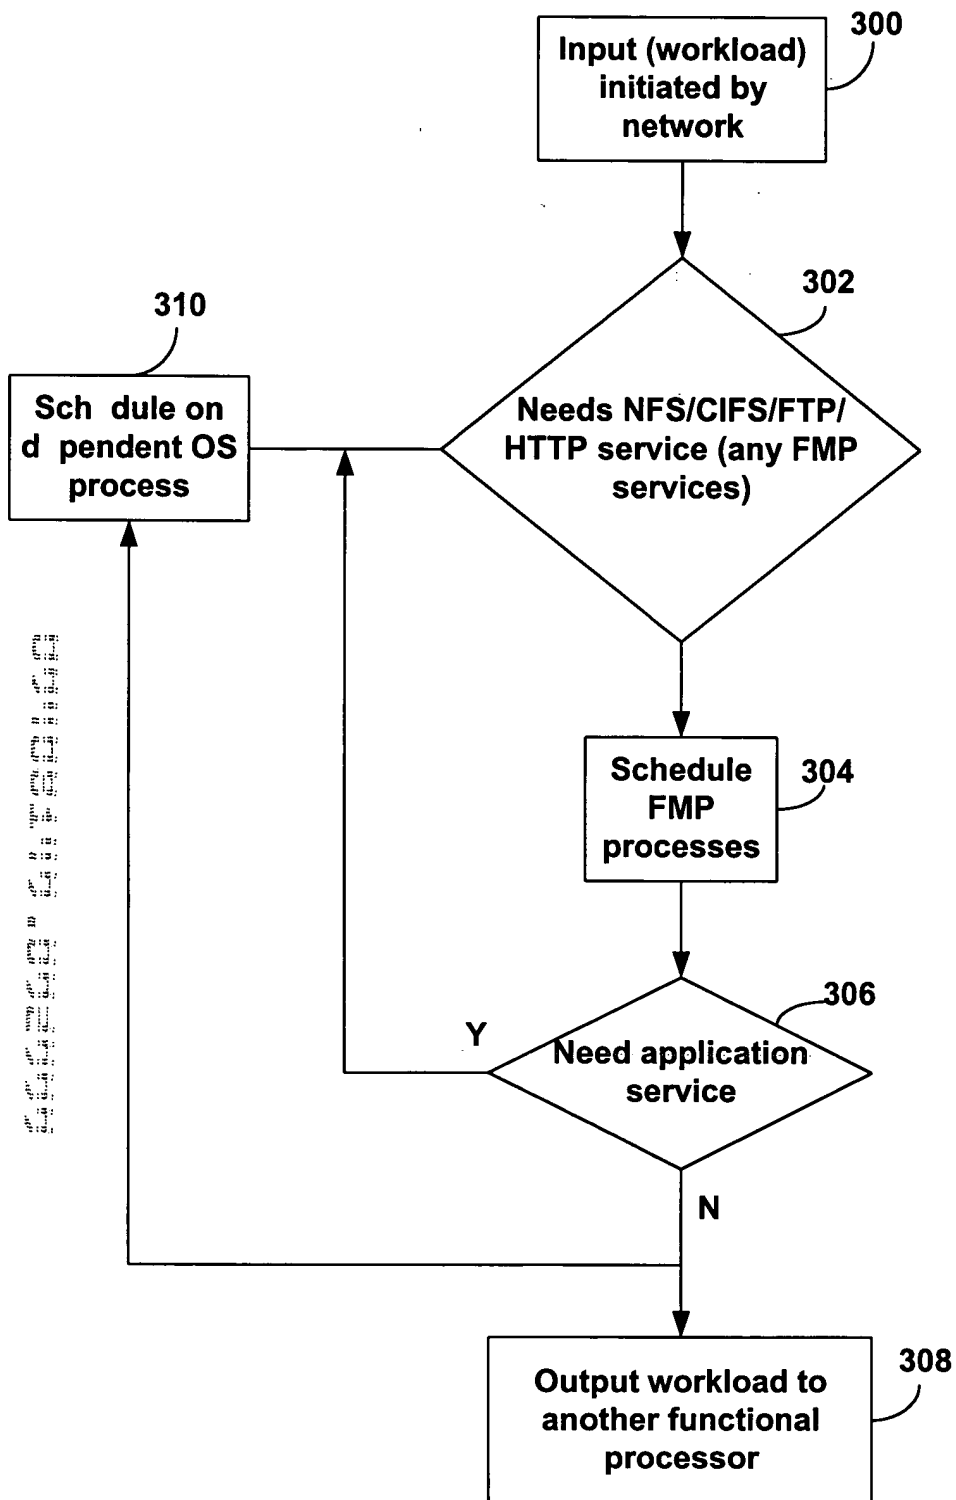 300
Input (workload)
initiated by
network
302
310
Sch dule on
d pendent OS
process
Needs NFS/CIFS/FTP/
HTTP service (any FMP
services)
Schedule
FMP
processes
304
306
Y
Need application
service
N
308
Output workload to
another functional
processor